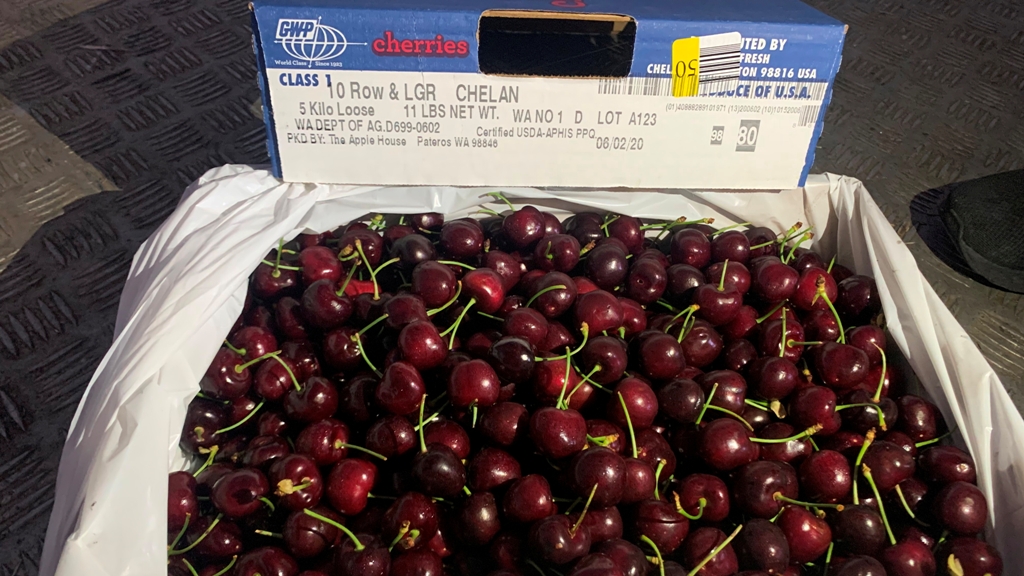 GWP
World Class Since 1982
cherries
UTED BY
FRESH
CHEL ON 98816 USA
50
UCE OF U.S.A.
CLASS 1
10 Row & LGR CHELAN
5 Kilo Loose 11 LBS NET WT. WA NO 1 D LOT A123
WA DEPT OF AG.D699-0602 Certified USDA-APHIS PPQ
PKD BY: The Apple House Pateros WA 98846 06/02/20
98 80